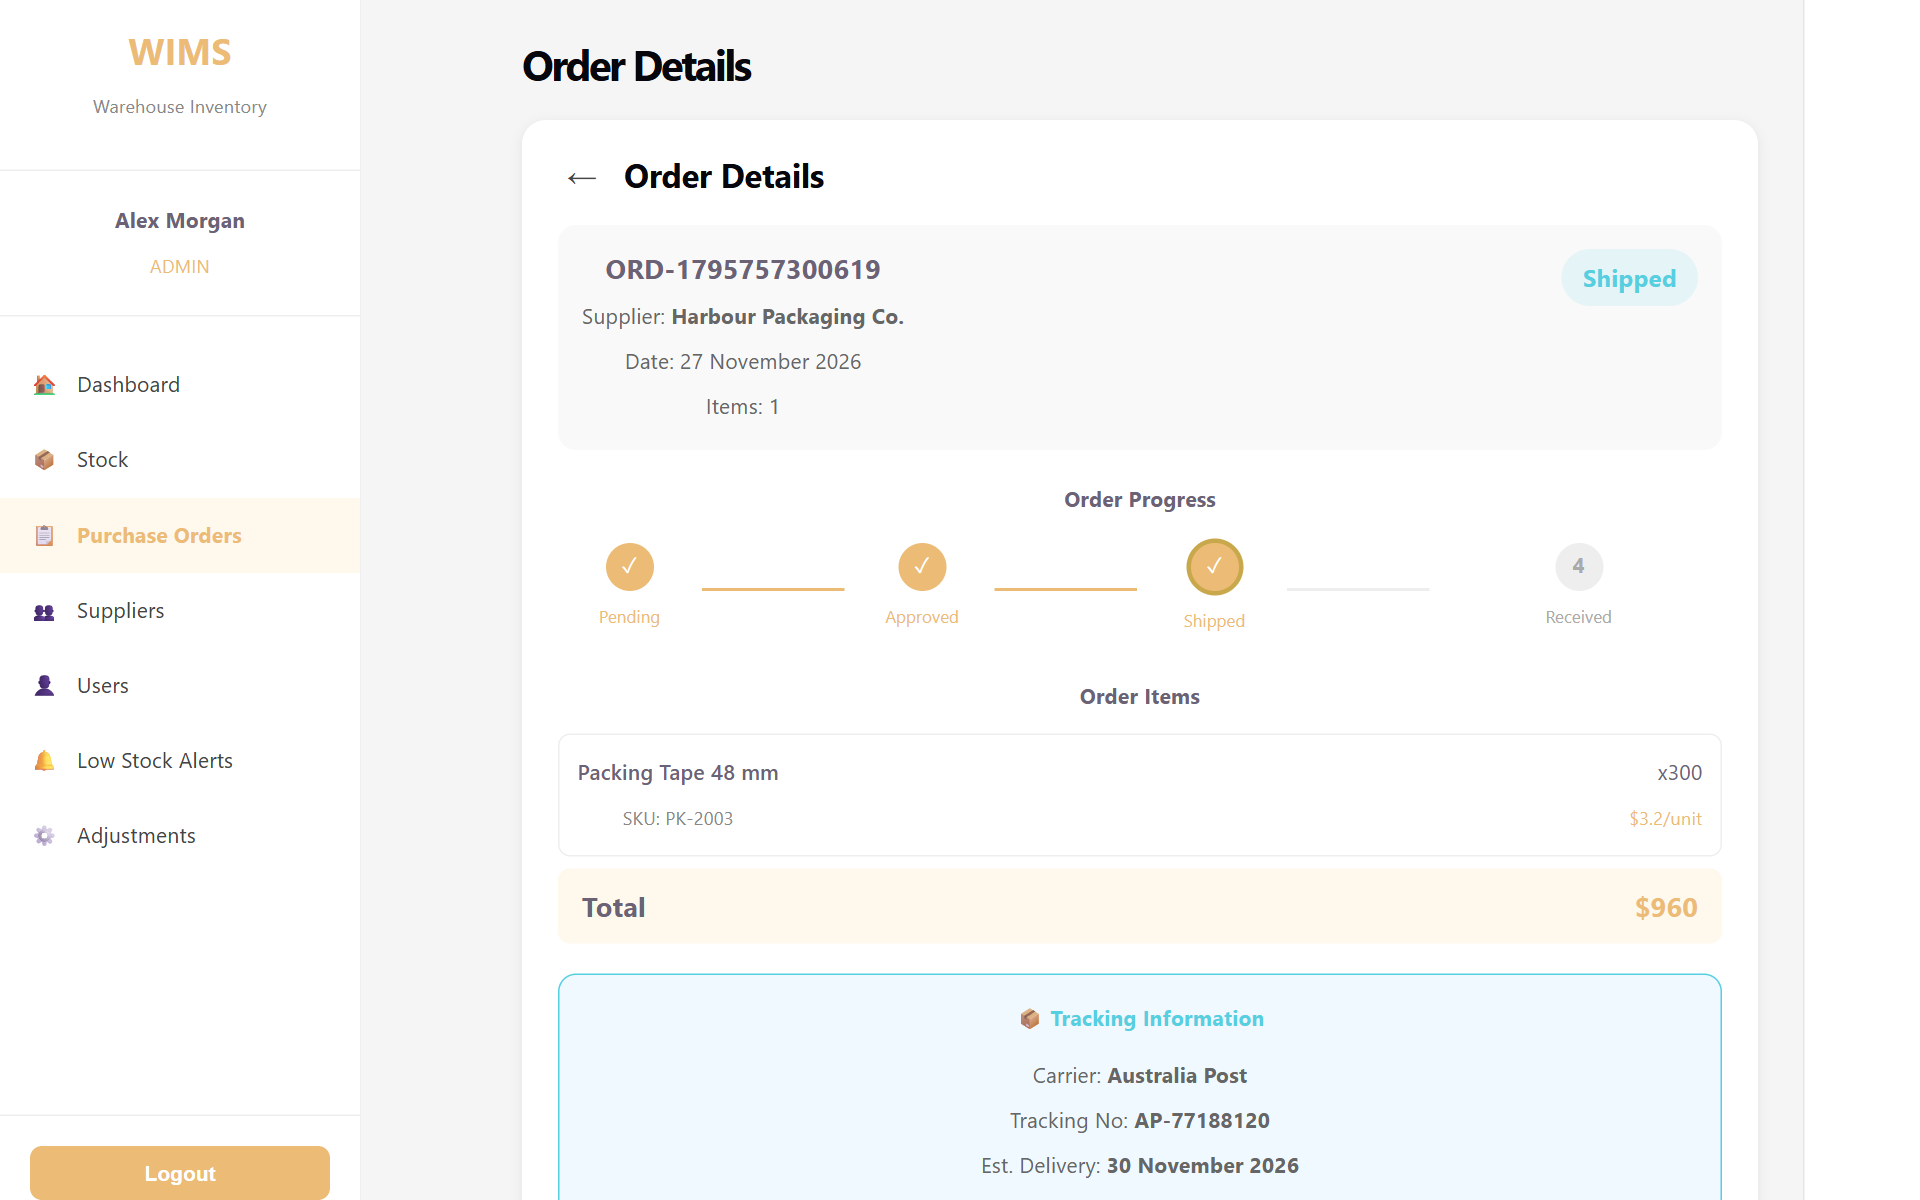 WIMS
Warehouse Inventory
Alex Morgan
ADMIN
Dashboard
Stock
Purchase Orders
Suppliers
Users
Low Stock Alerts
Adjustments
Logout
Order Details
← Order Details
ORD-1795757300619
Shipped
Supplier: Harbour Packaging Co.
Date: 27 November 2026
Items: 1
Order Progress
✓ ✓ ✓ 4
Pending Approved Shipped Received
Order Items
Packing Tape 48 mm x300
SKU: PK-2003 $3.2/unit
Total $960
Tracking Information
Carrier: Australia Post
Tracking No: AP-77188120
Est. Delivery: 30 November 2026